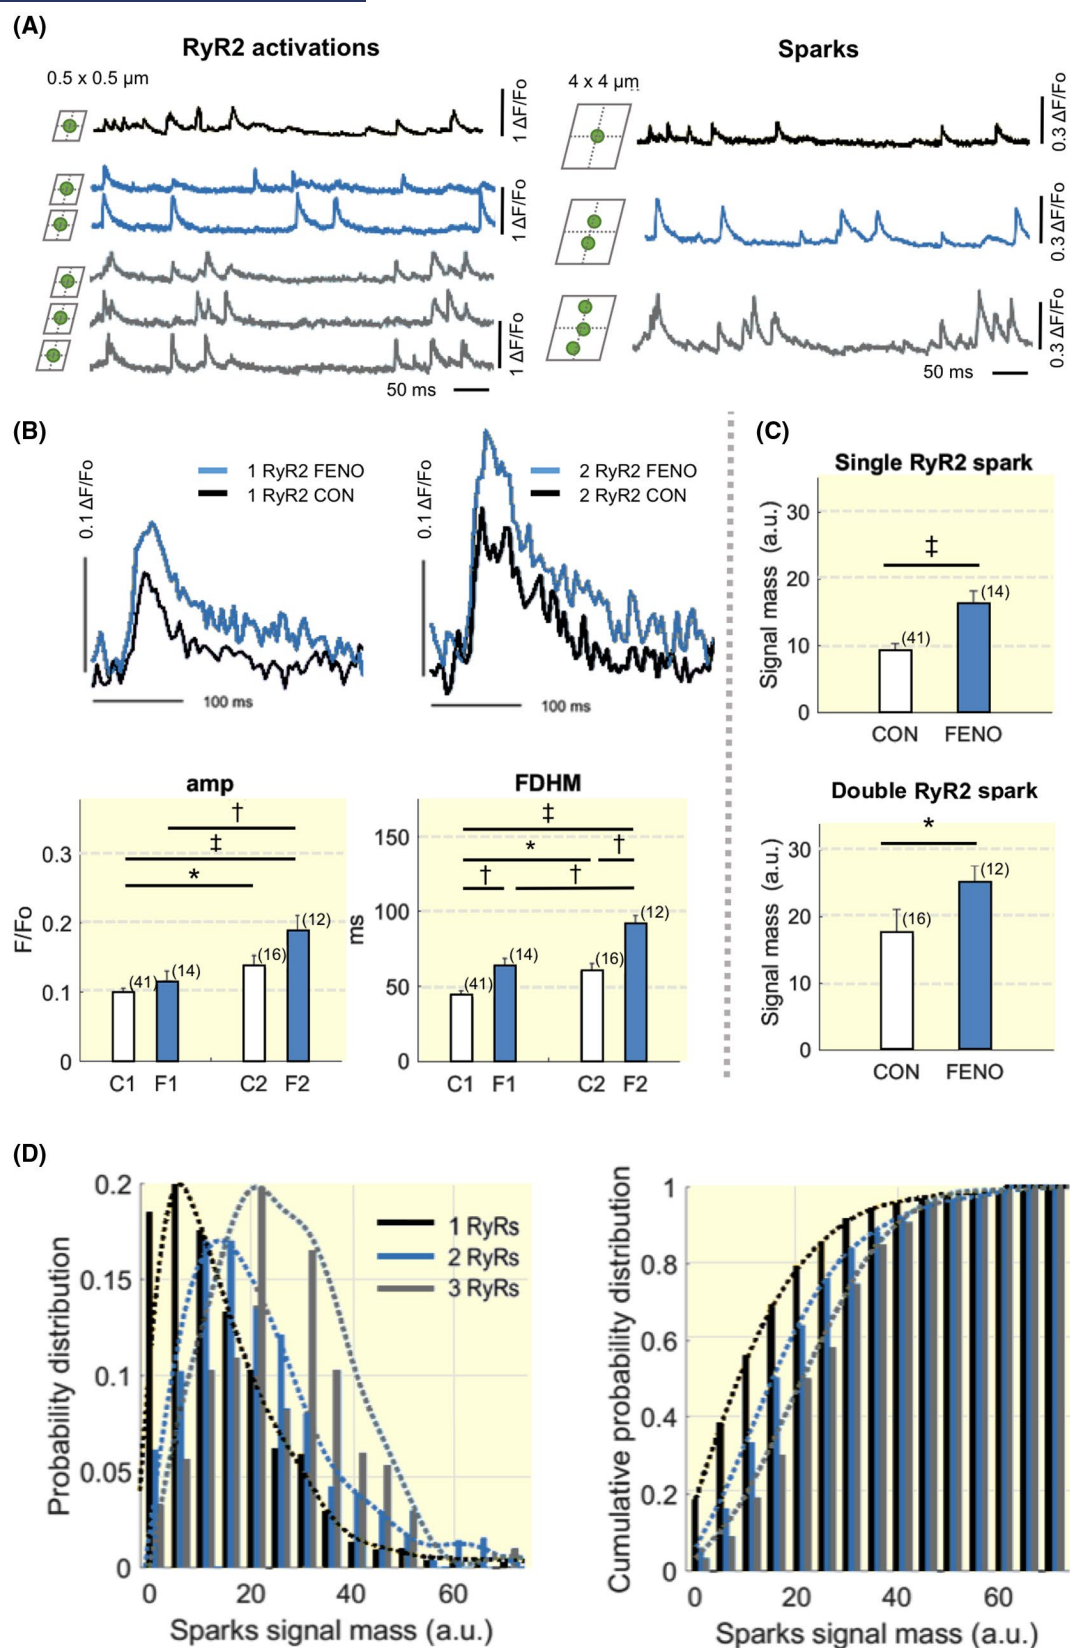 (A)
RyR2 activations
Sparks
0.5 x 0.5 µm
4 x 4 µm
1 ΔF/Fo
0.3 ΔF/Fo
1 ΔF/Fo
0.3 ΔF/Fo
1 ΔF/Fo
0.3 ΔF/Fo
50 ms
50 ms
(B)
0.1 ΔF/Fo
1 RyR2 FENO
1 RyR2 CON
100 ms
0.1 ΔF/Fo
2 RyR2 FENO
2 RyR2 CON
100 ms
amp
†
‡
*
F/Fo
0.3
0.2
0.1
0
(41)
(14)
(16)
(12)
C1 F1 C2 F2
FDHM
‡
* †
† †
ms
150
100
50
0
(41)
(14)
(16)
(12)
C1 F1 C2 F2
(C)
Single RyR2 spark
Signal mass (a.u.)
30
20
10
0
‡
(41)
(14)
CON FENO
Double RyR2 spark
*
Signal mass (a.u.)
30
20
10
0
(16)
(12)
CON FENO
(D)
Probability distribution
0.2
0.15
0.1
0.05
0
1 RyRs
2 RyRs
3 RyRs
0 20 40 60
Sparks signal mass (a.u.)
Cumulative probability distribution
1
0.8
0.6
0.4
0.2
0
0 20 40 60
Sparks signal mass (a.u.)